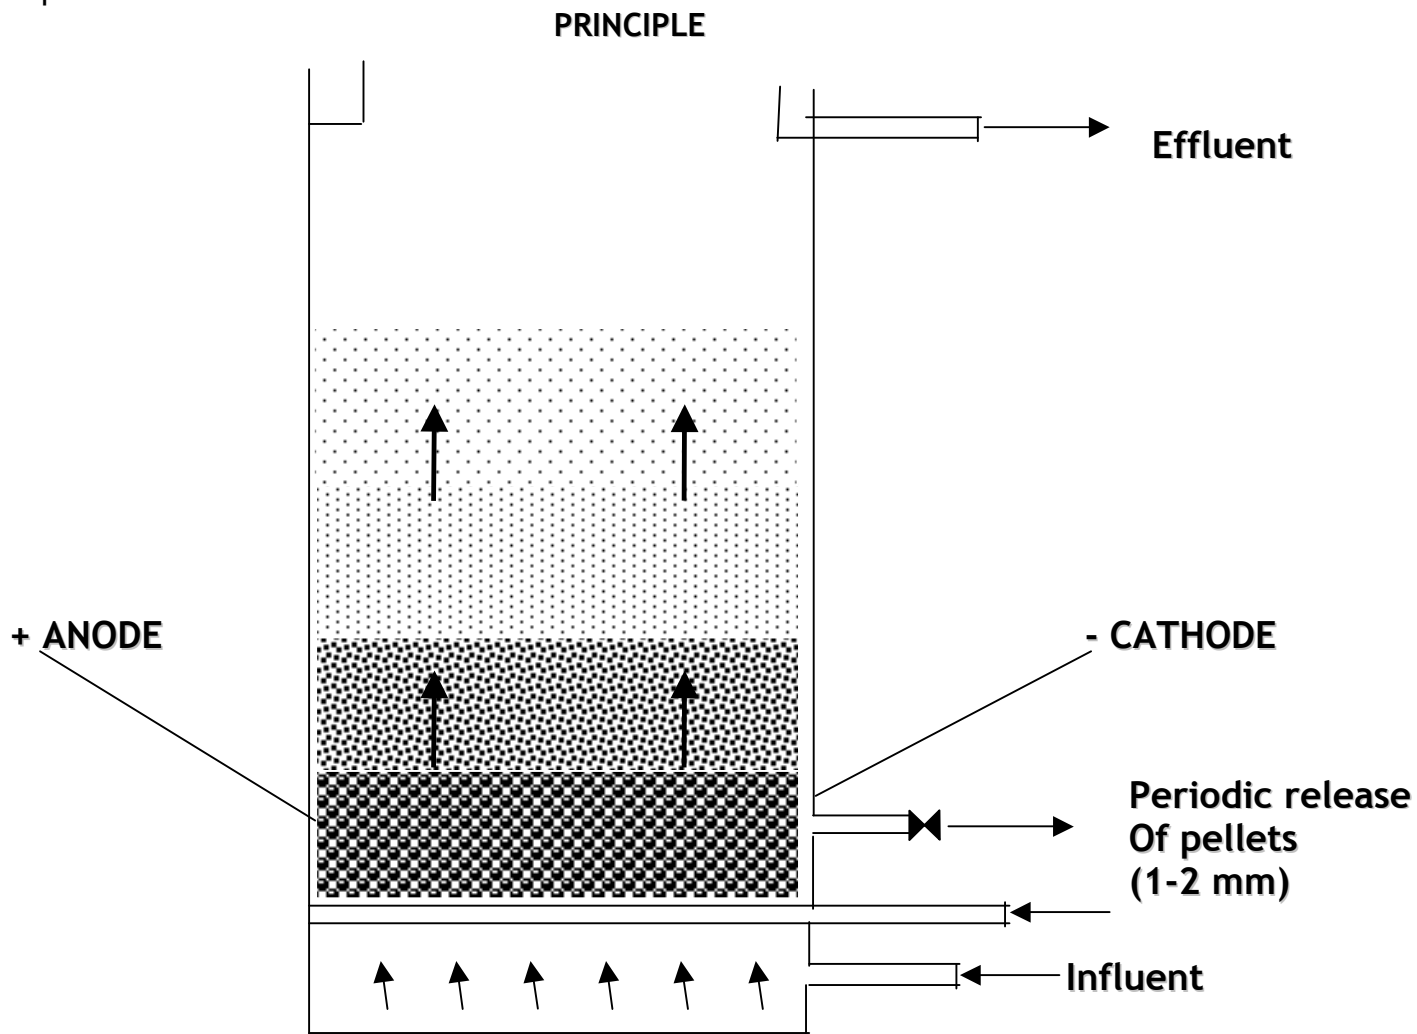 PRINCIPLE
Effluent
+ ANODE
- CATHODE
Periodic release
Of pellets
(1-2 mm)
Influent